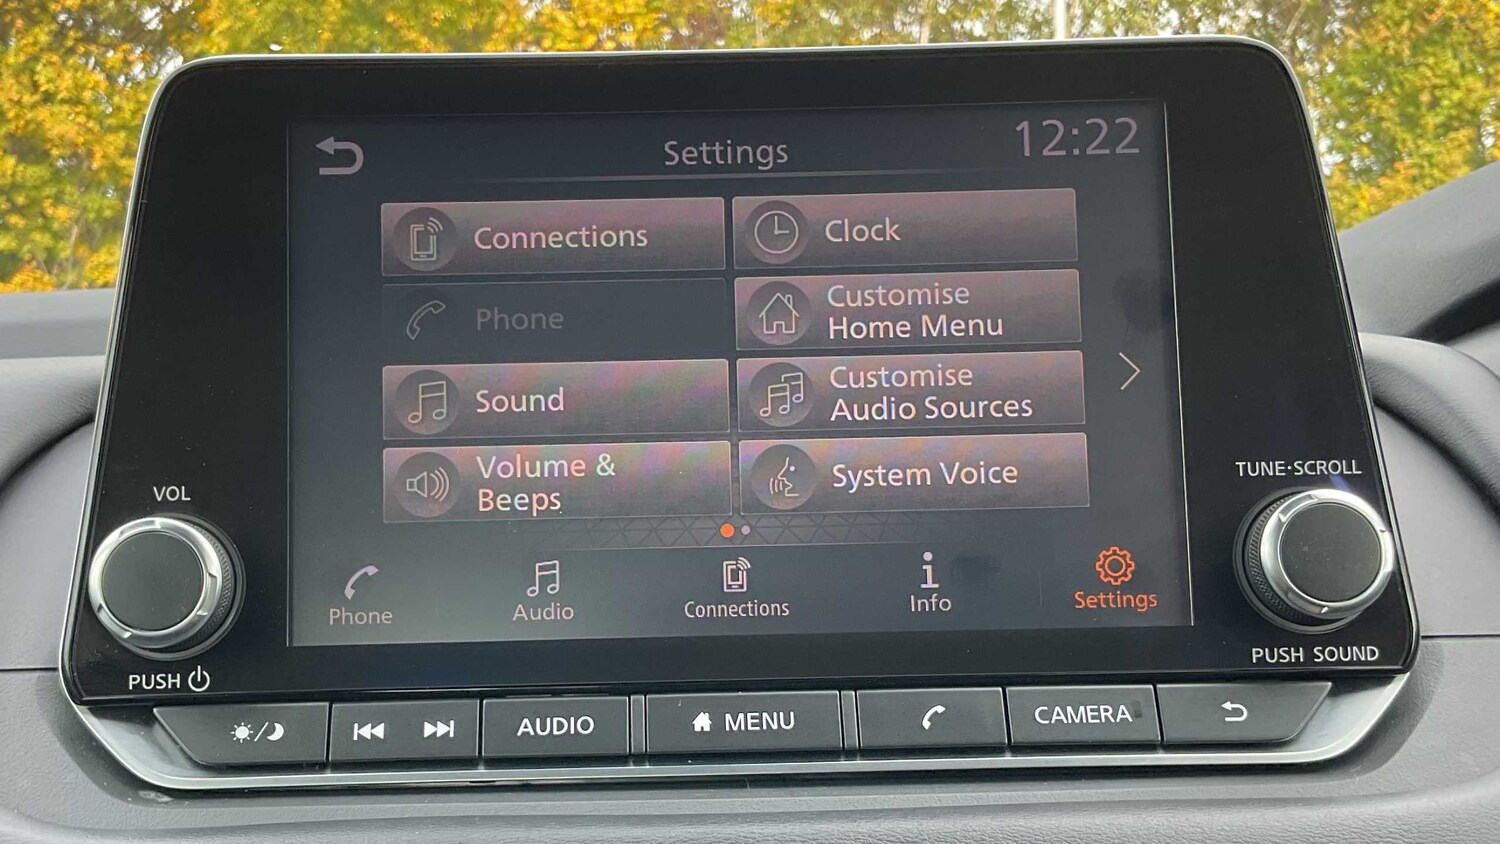 Settings
12:22
Connections
Clock
Phone
Customise
Home Menu
Sound
Customise
Audio Sources
Volume &
Beeps
System Voice
Phone
Audio
Connections
Info
Settings
VOL
PUSH
TUNE·SCROLL
PUSH SOUND
AUDIO
MENU
CAMERA